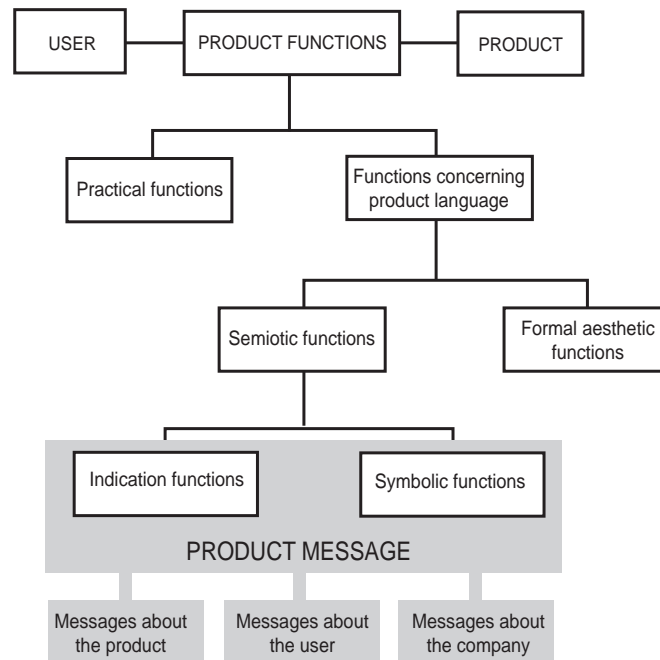 USER
PRODUCT FUNCTIONS
PRODUCT
Practical functions
Functions concerning
product language
Semiotic functions
Formal aesthetic
functions
Indication functions
Symbolic functions
PRODUCT MESSAGE
Messages about
the product
Messages about
the user
Messages about
the company